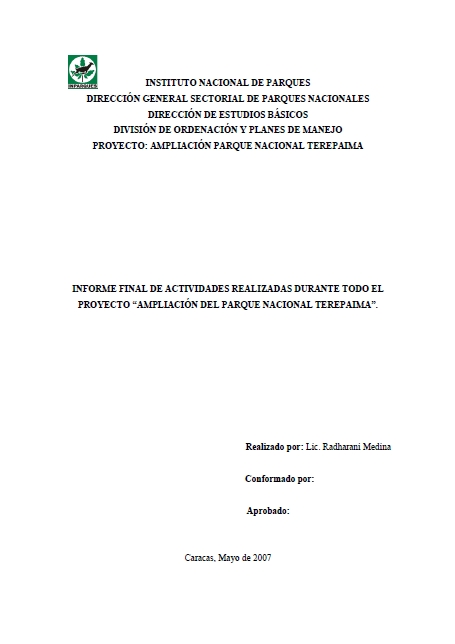 INPARQUES
INSTITUTO NACIONAL DE PARQUES
DIRECCIÓN GENERAL SECTORIAL DE PARQUES NACIONALES
DIRECCIÓN DE ESTUDIOS BÁSICOS
DIVISIÓN DE ORDENACIÓN Y PLANES DE MANEJO
PROYECTO: AMPLIACIÓN PARQUE NACIONAL TEREPAIMA
INFORME FINAL DE ACTIVIDADES REALIZADAS DURANTE TODO EL
PROYECTO “AMPLIACIÓN DEL PARQUE NACIONAL TEREPAIMA”.
Realizado por: Lic. Radharani Medina
Conformado por:
Aprobado:
Caracas, Mayo de 2007